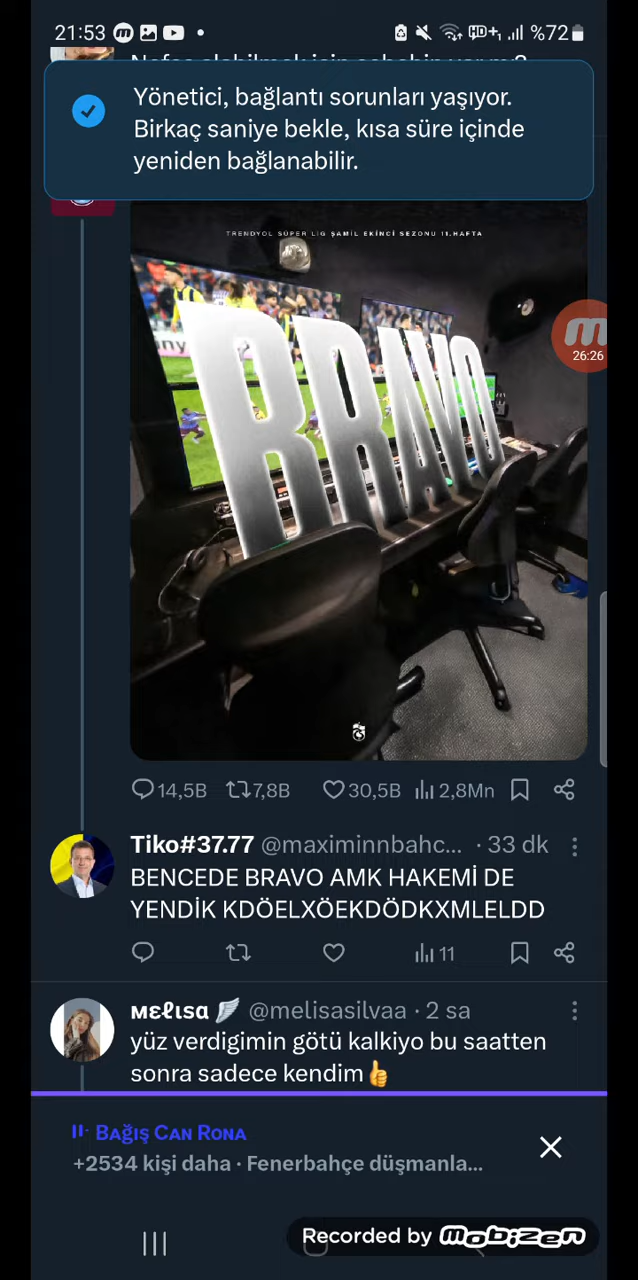 21:53
%72
Yönetici, bağlantı sorunları yaşıyor.
Birkaç saniye bekle, kısa süre içinde
yeniden bağlanabilir.
TRENDYOL SÜPER LİG ŞAMİL EKİNCİ SEZONU 11.HAFTA
26:26
BRAVO
14,5B 7,8B 30,5B 2,8Mn
Tiko#37.77 @maximinnbahc... · 33 dk
BENCEDE BRAVO AMK HAKEMİ DE
YENDİK KDÖELXÖEKDÖDKXMLELDD
11
мεℓιsα @melisasilvaa · 2 sa
yüz verdigimin götü kalkiyo bu saatten
sonra sadece kendim👍
Bağış Can Rona
+2534 kişi daha · Fenerbahçe düşmanla...
Recorded by mobizen